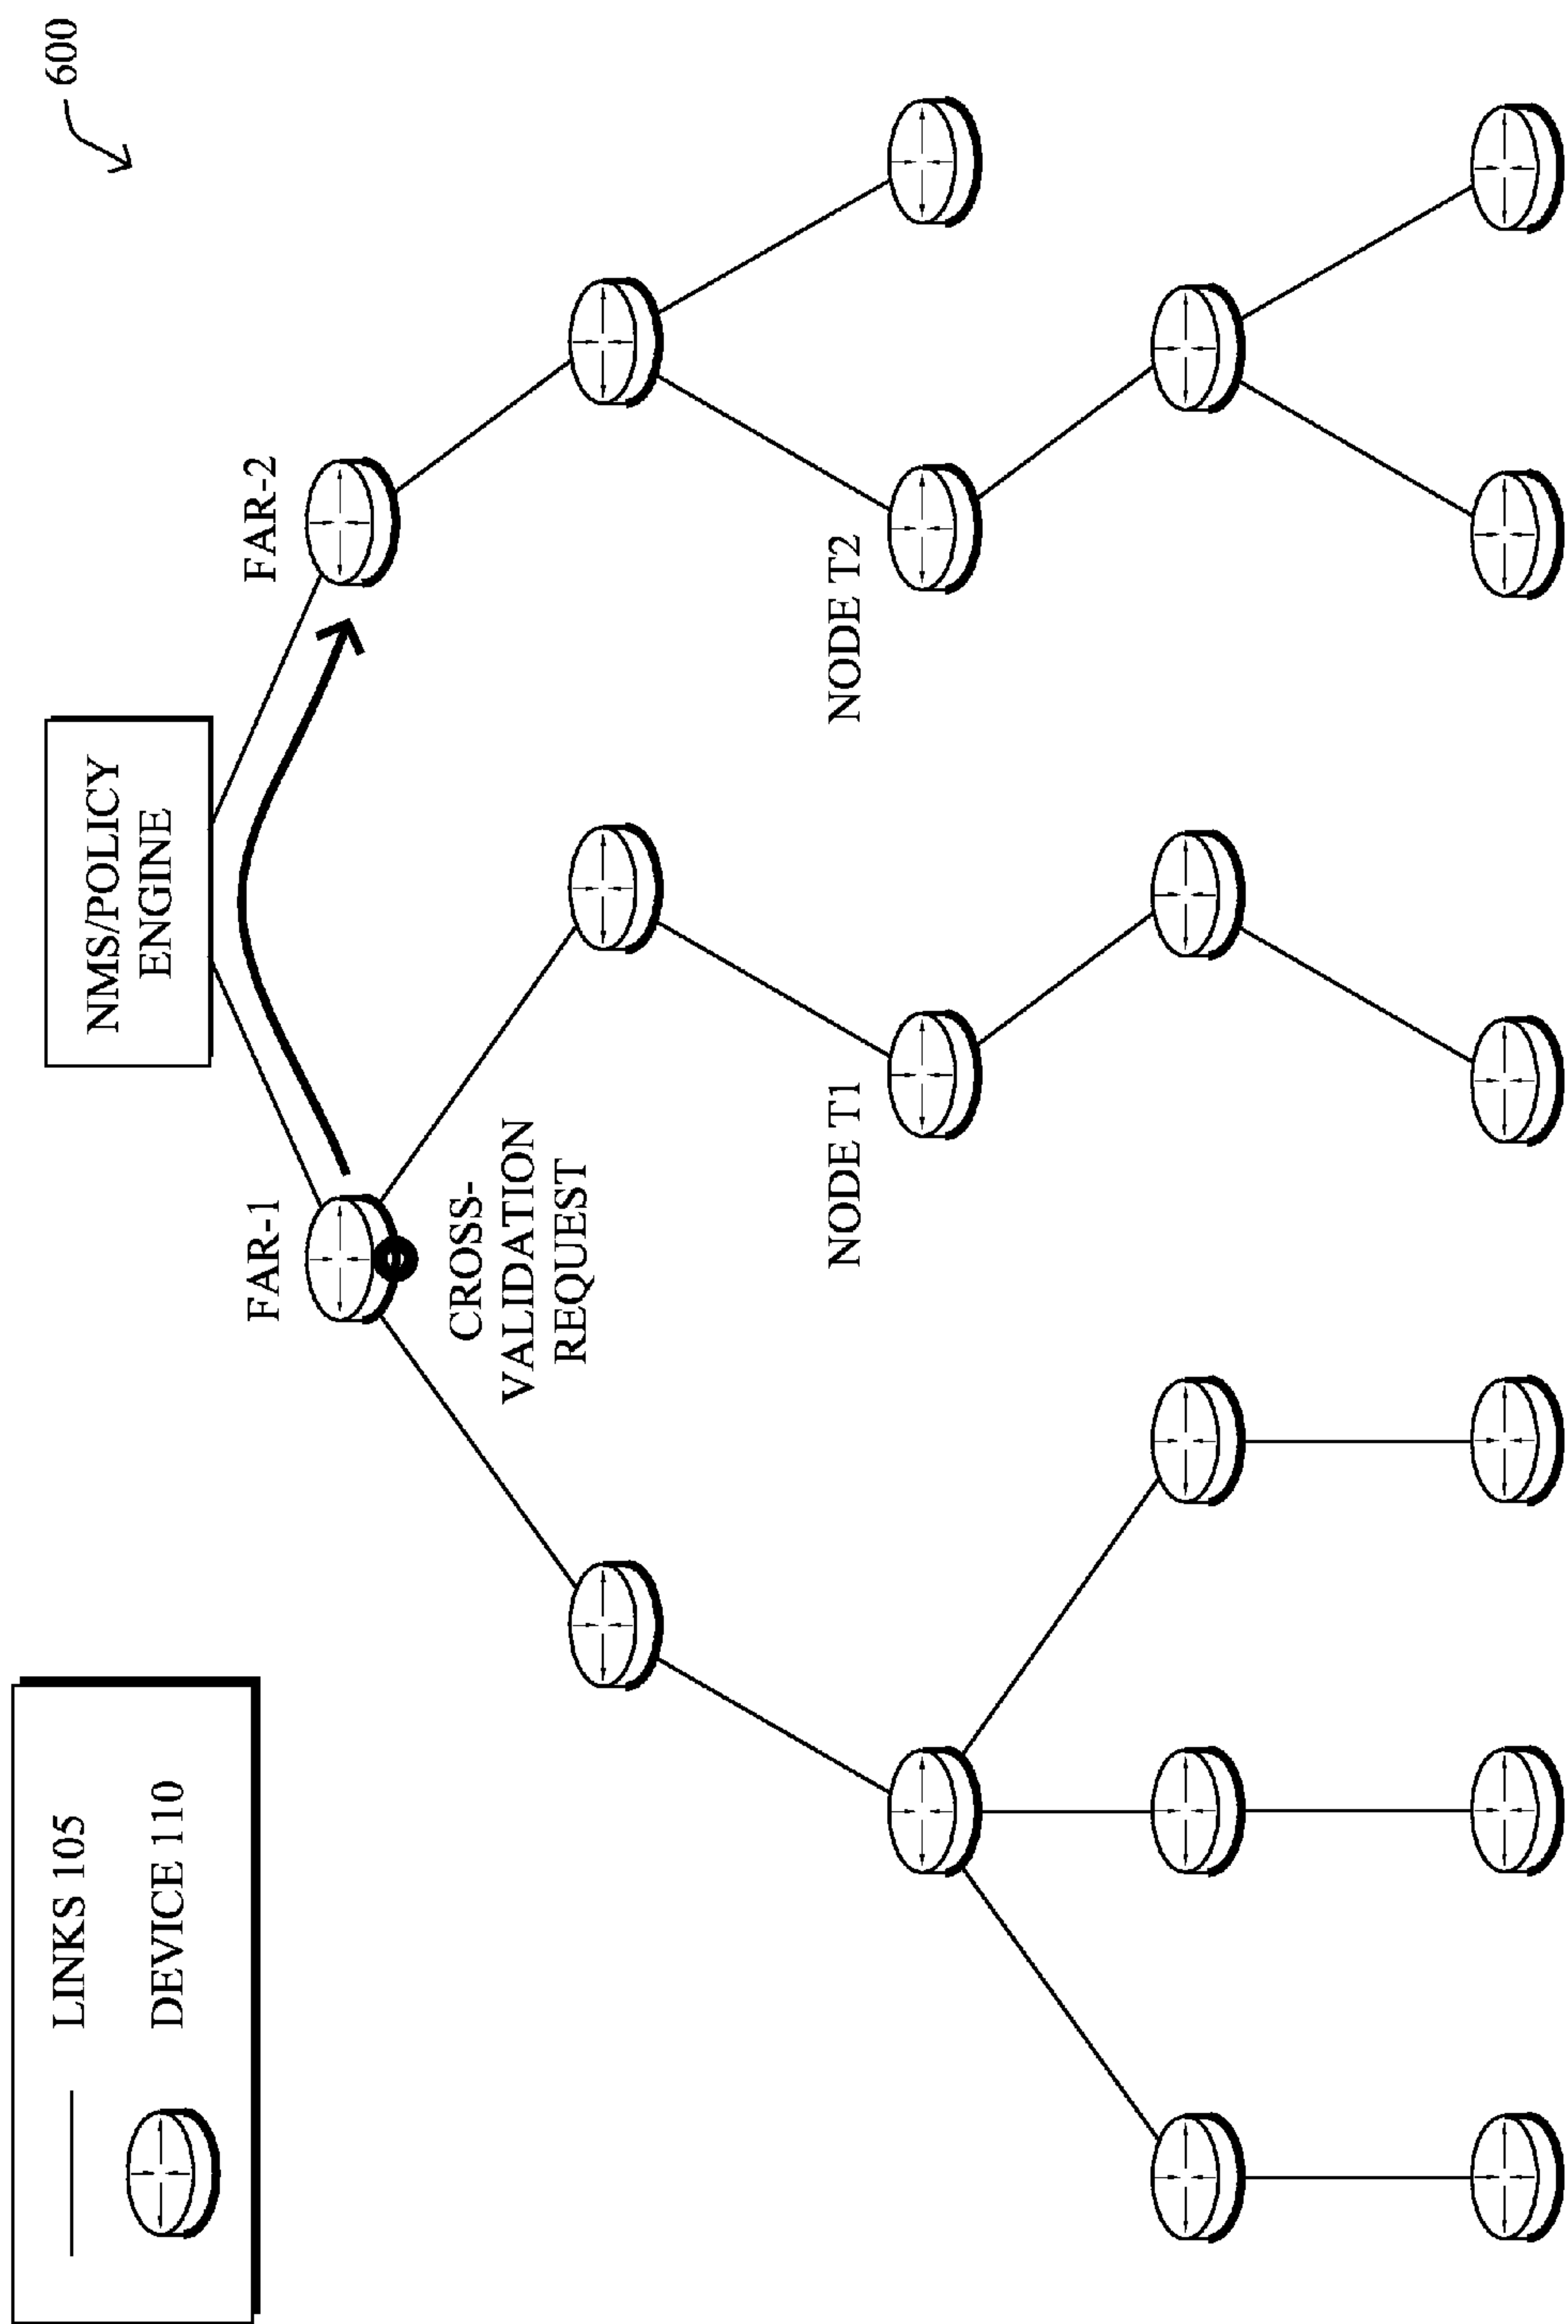 600
LINKS 105
DEVICE 110
NMS/POLICY
ENGINE
FAR-1
FAR-2
CROSS-
VALIDATION
REQUEST
NODE T1
NODE T2